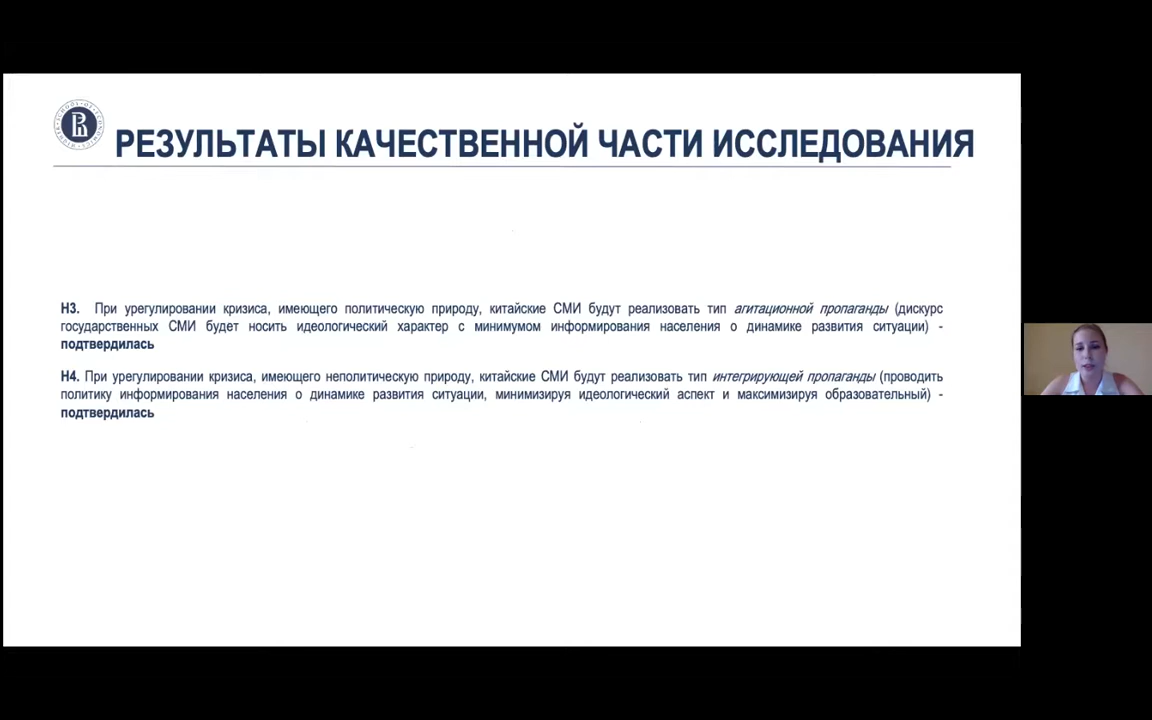 РЕЗУЛЬТАТЫ КАЧЕСТВЕННОЙ ЧАСТИ ИССЛЕДОВАНИЯ
H3. При урегулировании кризиса, имеющего политическую природу, китайские СМИ будут реализовать тип агитационной пропаганды (дискурс
государственных СМИ будет носить идеологический характер с минимумом информирования населения о динамике развития ситуации) -
подтвердилась
H4. При урегулировании кризиса, имеющего неполитическую природу, китайские СМИ будут реализовать тип интегрирующей пропаганды (проводить
политику информирования населения о динамике развития ситуации, минимизируя идеологический аспект и максимизируя образовательный) -
подтвердилась